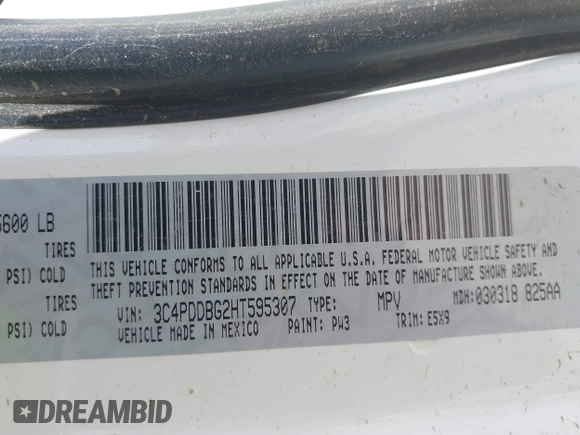 600 LB
TIRES
PSI) COLD
TIRES
PSI) COLD
THIS VEHICLE CONFORMS TO ALL APPLICABLE U.S.A. FEDERAL MOTOR VEHICLE SAFETY AND
THEFT PREVENTION STANDARDS IN EFFECT ON THE DATE OF MANUFACTURE SHOWN ABOVE.
VIN: 3C4PDDBG2HT595307 TYPE: MPV MDH:030318 825AA
VEHICLE MADE IN MEXICO PAINT: PW3 TRIM: E5X9
DREAMBID